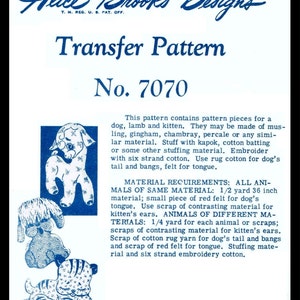 Alice Brooks Designs
T. M. REG. U. S. PAT. OFF.
Transfer Pattern
No. 7070
This pattern contains pattern pieces for a
dog, lamb and kitten. They may be made of mus-
ling, gingham, chambray, percale or any simi-
lar material. Stuff with kapok, cotton batting
or some other stuffing material. Embroider
with six strand cotton. Use rug cotton for dog's
tail and bangs, felt for tongue.
MATERIAL REQUIREMENTS: ALL ANI-
MALS OF SAME MATERIAL: 1/2 yard 36 inch
material; small piece of red felt for dog's
tongue. Use scrap of contrasting material for
kitten's ears. ANIMALS OF DIFFERENT MA-
TERIALS: 1/4 yard for each animal or scraps;
scraps of contrasting material for kitten's ears.
Scrap of cotton rug yarn for dog's tail and bangs
and scrap of red felt for tongue. Stuffing mate-
rial and six strand embroidery cotton.